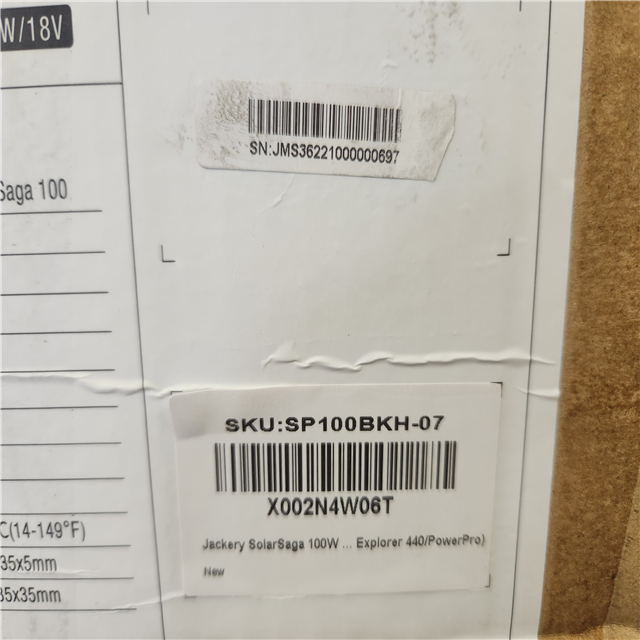 W/18V
SN:JMS36221000000697
Saga 100
SKU:SP100BKH-07
X002N4W06T
Jackery SolarSaga 100W ... Explorer 440/PowerPro)
New
C(14-149°F)
35x5mm
35x35mm